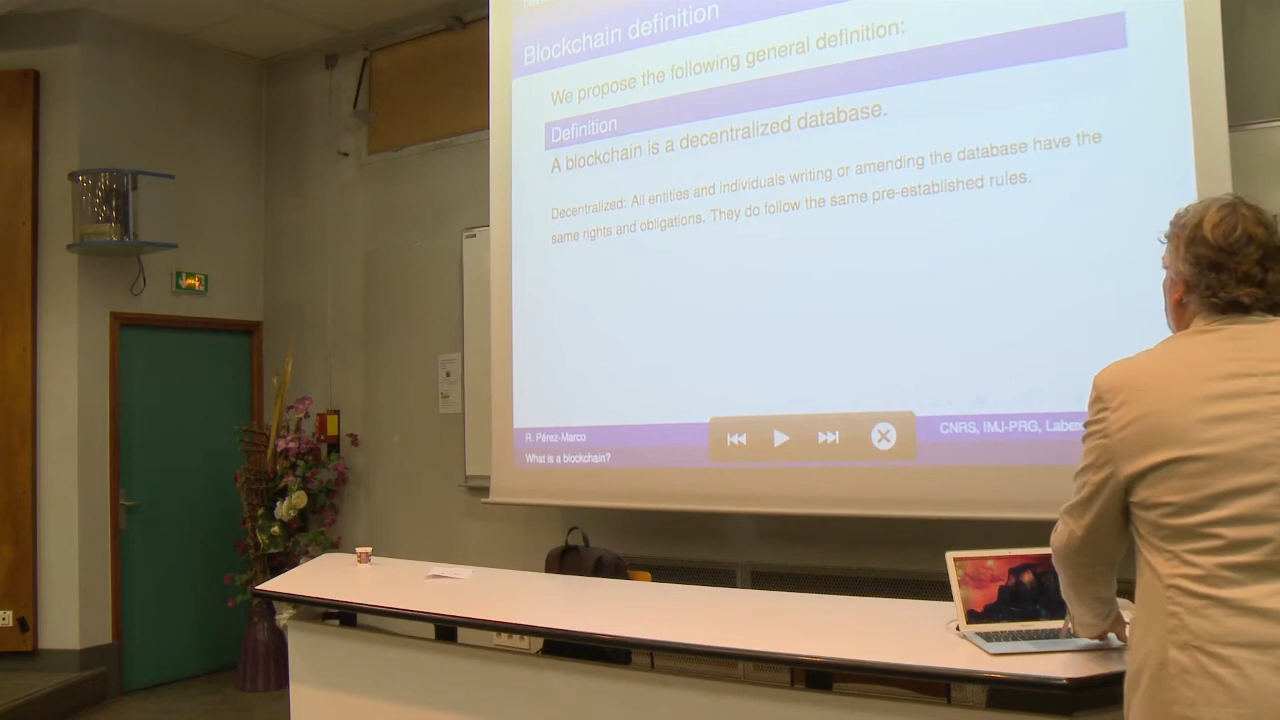 Blockchain definition
We propose the following general definition:
Definition
A blockchain is a decentralized database.
Decentralized: All entities and individuals writing or amending the database have the
same rights and obligations. They do follow the same pre-established rules.
R. Pérez-Marco
CNRS, IMJ-PRG, Labex
What is a blockchain?